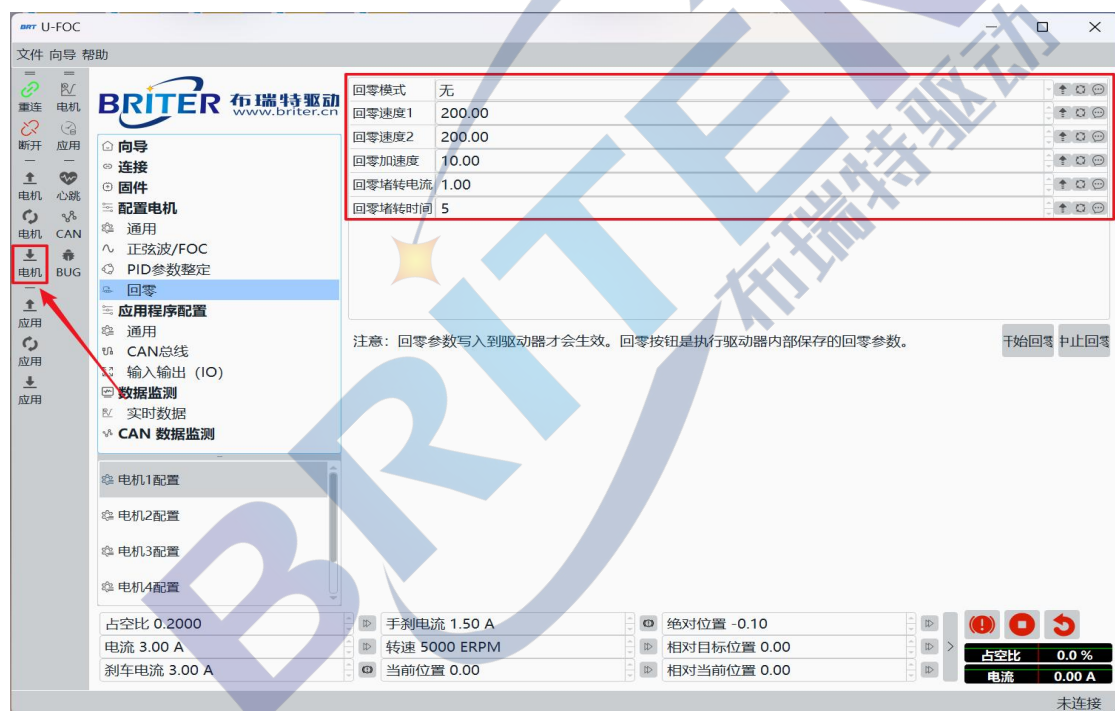 BRT U-FOC
文件 向导 帮助
重连 电机
断开 应用
电机 心跳
电机 CAN
电机 BUG
应用
应用
应用
BRITER 布瑞特驱动
www.briter.cn
向导
连接
固件
配置电机
通用
正弦波/FOC
PID参数整定
回零
应用程序配置
通用
CAN总线
输入输出（IO）
数据监测
实时数据
CAN 数据监测
电机1配置
电机2配置
电机3配置
电机4配置
回零模式 无
回零速度1 200.00
回零速度2 200.00
回零加速度 10.00
回零堵转电流 1.00
回零堵转时间 5
注意：回零参数写入到驱动器才会生效。回零按钮是执行驱动器内部保存的回零参数。
开始回零 中止回零
占空比 0.2000 手刹电流 1.50 A 绝对位置 -0.10
电流 3.00 A 转速 5000 ERPM 相对目标位置 0.00
刹车电流 3.00 A 当前位置 0.00 相对当前位置 0.00
占空比 0.0 %
电流 0.00 A
未连接
BRITER 布瑞特驱动